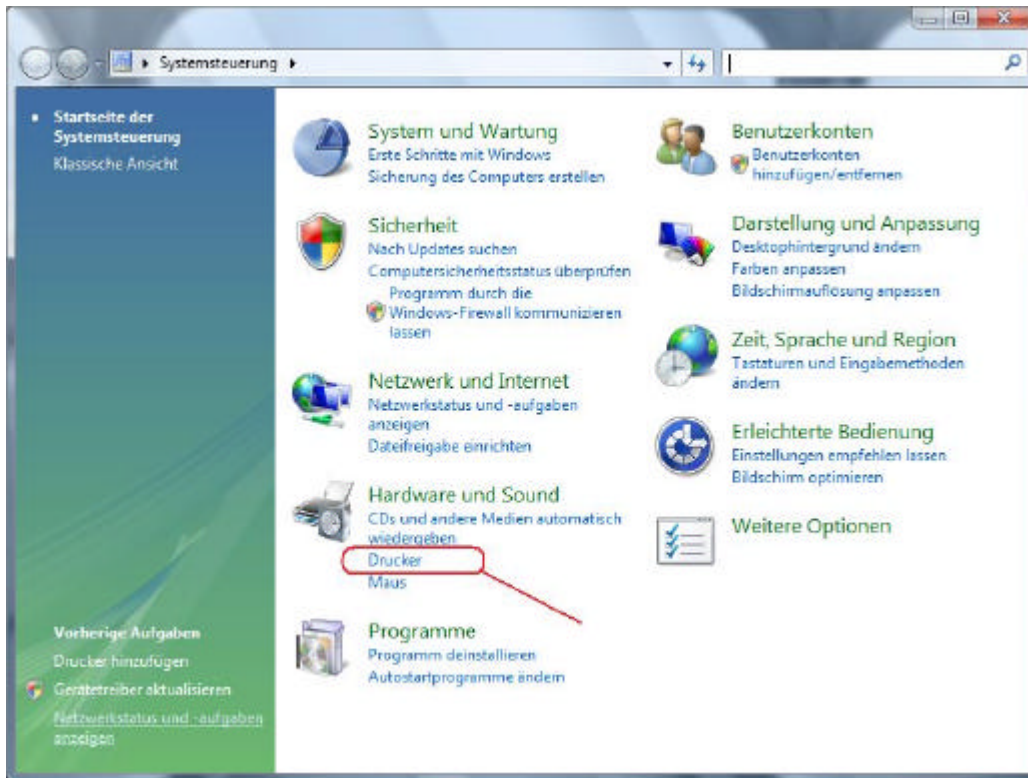 Systemsteuerung
Startseite der
Systemsteuerung
Klassische Ansicht
Vorherige Aufgaben
Drucker hinzufügen
Gerätetreiber aktualisieren
Netzwerkstatus und -aufgaben
anzeigen
System und Wartung
Erste Schritte mit Windows
Sicherung des Computers erstellen
Sicherheit
Nach Updates suchen
Computersicherheitsstatus überprüfen
Programm durch die
Windows-Firewall kommunizieren
lassen
Netzwerk und Internet
Netzwerkstatus und -aufgaben
anzeigen
Dateifreigabe einrichten
Hardware und Sound
CDs und andere Medien automatisch
wiedergeben
Drucker
Maus
Programme
Programm deinstallieren
Autostartprogramme ändern
Benutzerkonten
Benutzerkonten
hinzufügen/entfernen
Darstellung und Anpassung
Desktophintergrund ändern
Farben anpassen
Bildschirmauflösung anpassen
Zeit, Sprache und Region
Tastaturen und Eingabemethoden
ändern
Erleichterte Bedienung
Einstellungen empfehlen lassen
Bildschirm optimieren
Weitere Optionen